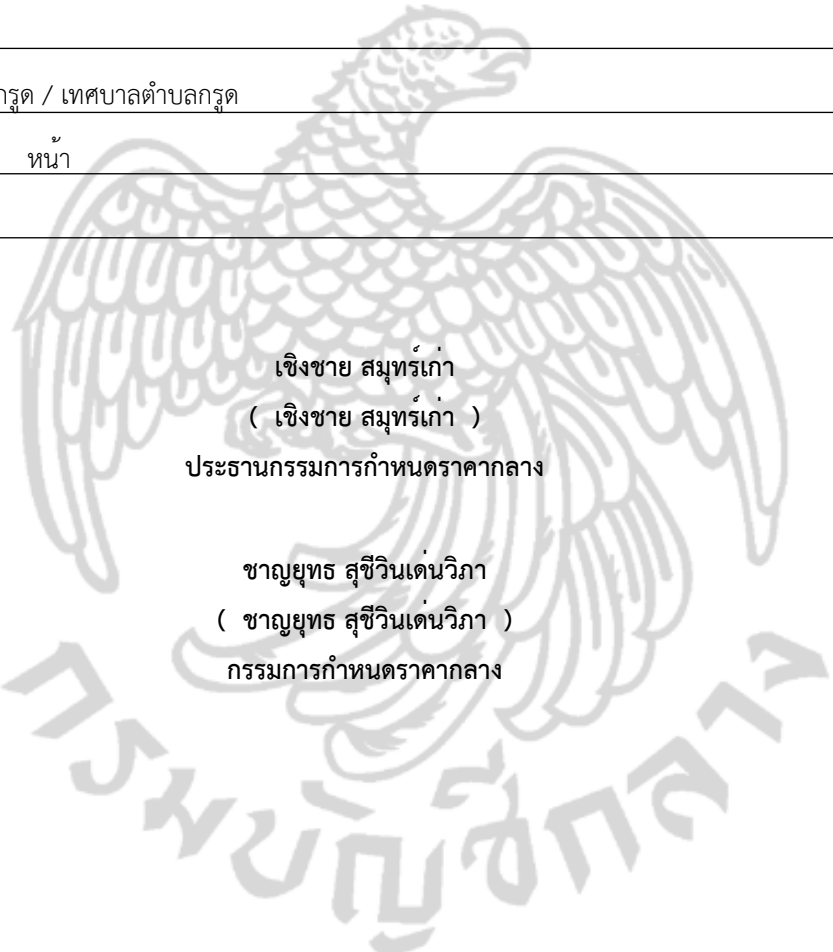 กรูด / เทศบาลตำบลกรูด
หน้า
เชิงชาย สมุทร์เก่า
( เชิงชาย สมุทร์เก่า )
ประธานกรรมการกำหนดราคากลาง
ชาญยุทธ สุชีวินเด่นวิภา
( ชาญยุทธ สุชีวินเด่นวิภา )
กรรมการกำหนดราคากลาง
กรมบัญชีกลาง